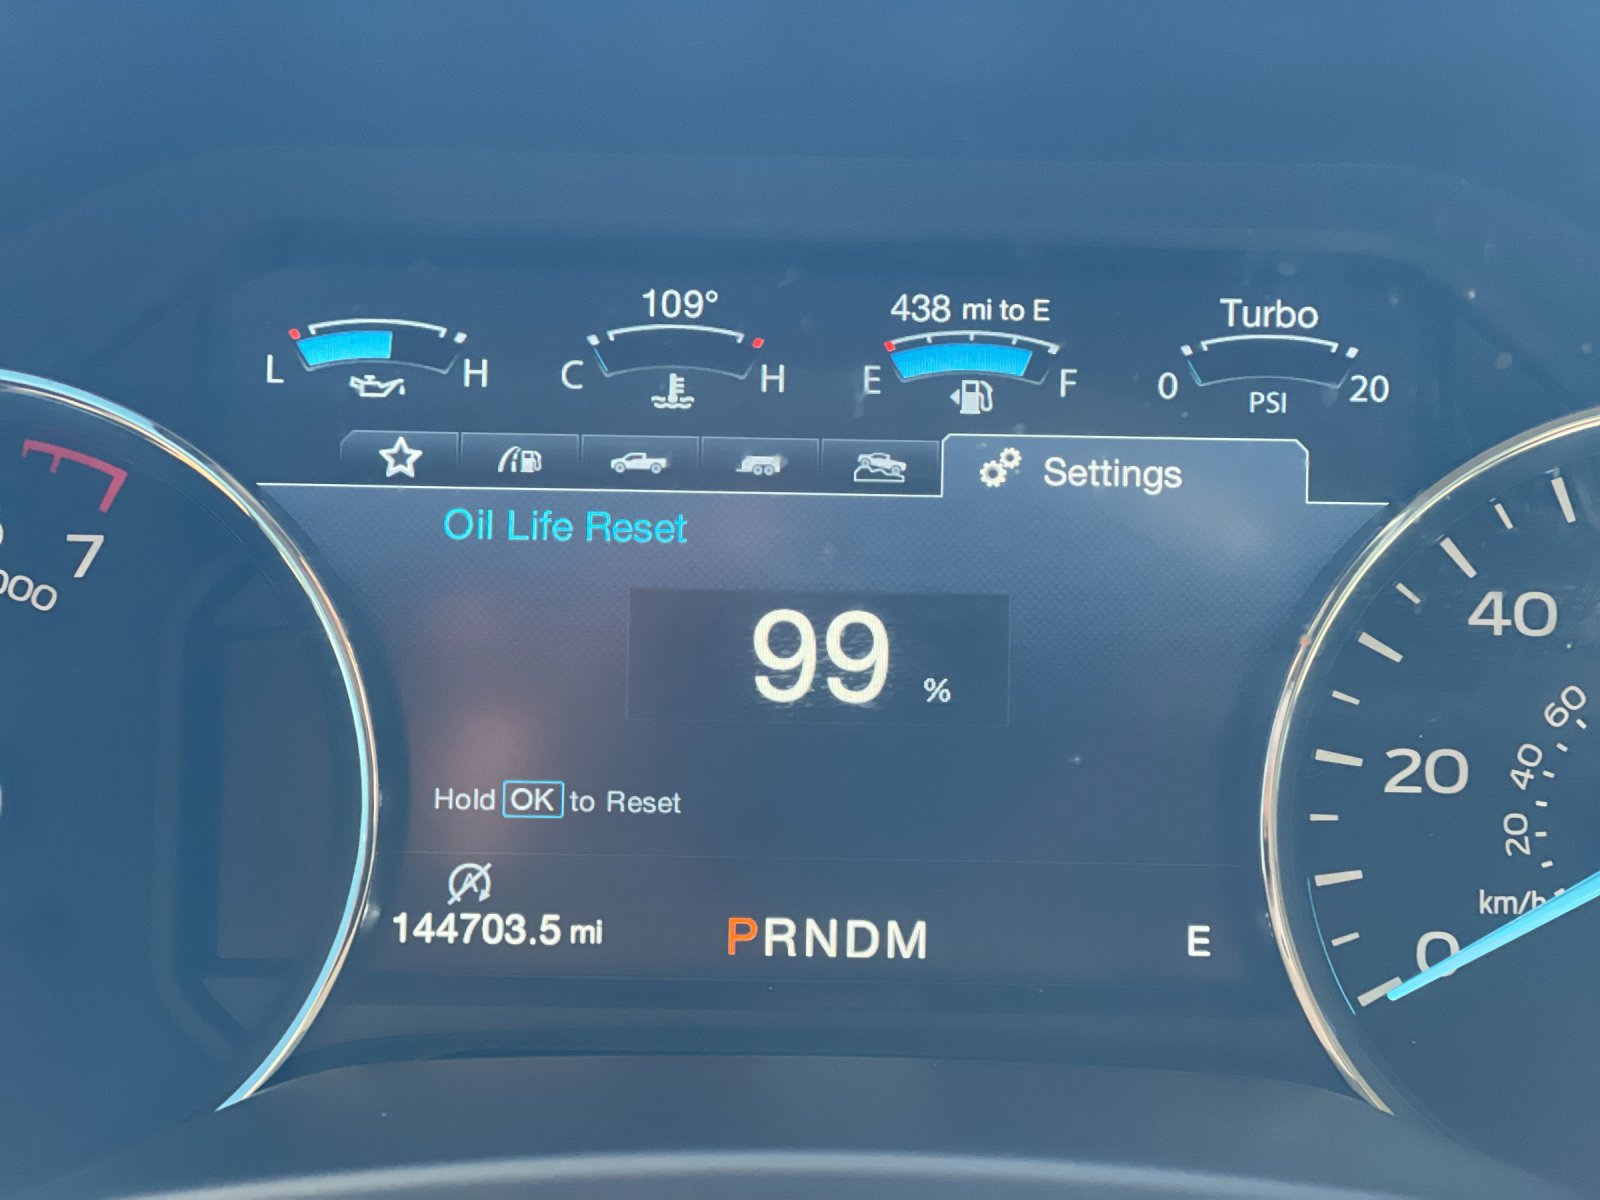 109°
438 mi to E
Turbo
L H
C H
E F
0 PSI 20
Settings
Oil Life Reset
7
000
99 %
40
20
60
40
20
km/h
0
Hold OK to Reset
A
144703.5 mi
PRNDM
E